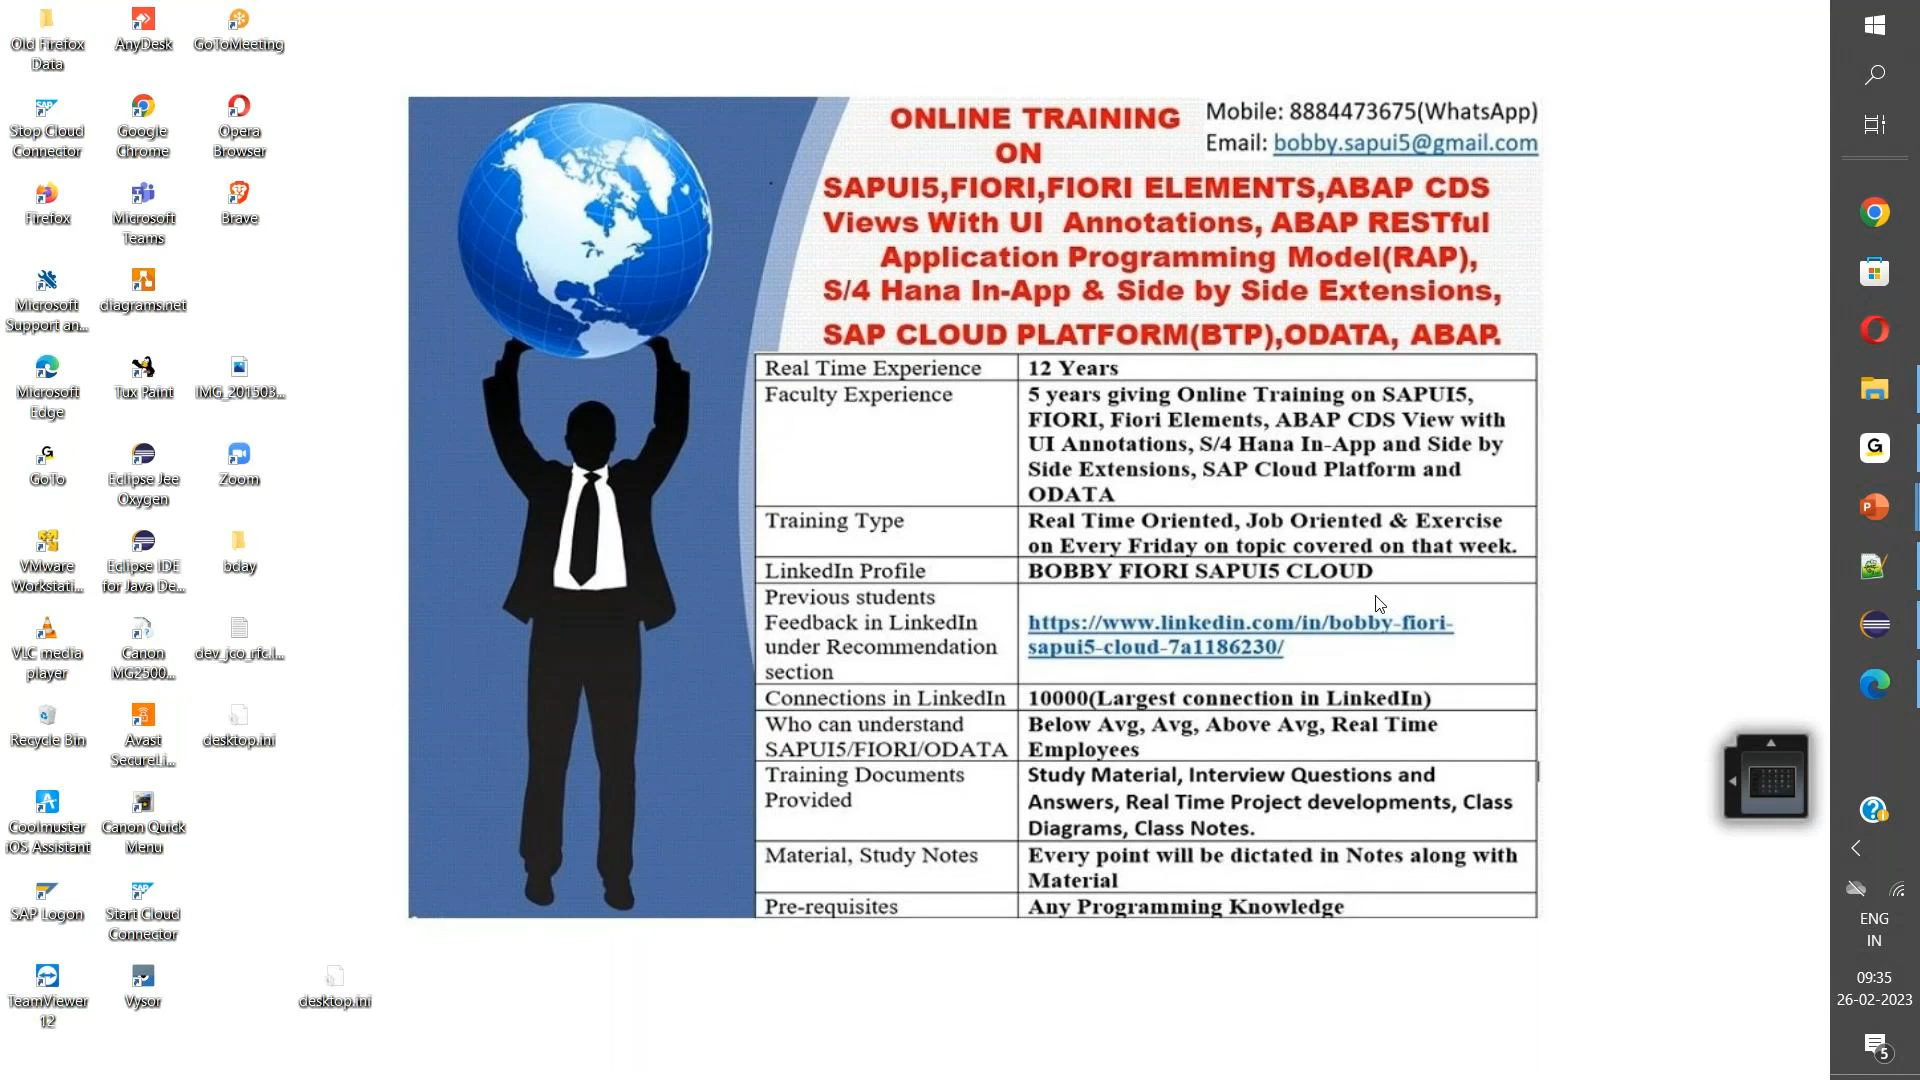 Old Firefox
Data
AnyDesk
GoToMeeting
Stop Cloud
Connector
Google
Chrome
Opera
Browser
Firefox
Microsoft
Teams
Brave
Microsoft
Support an...
diagrams.net
Microsoft
Edge
Tux Paint
IMG_201503...
GoTo
Eclipse Jee
Oxygen
Zoom
VMware
Workstati...
Eclipse IDE
for Java De...
bday
VLC media
player
Canon
MG2500...
dev_jco_rfc.l...
Recycle Bin
Avast
SecureLi...
desktop.ini
Coolmuster
iOS Assistant
Canon Quick
Menu
SAP Logon
Start Cloud
Connector
TeamViewer
12
Vysor
desktop.ini
ONLINE TRAINING
ON
Mobile: 8884473675(WhatsApp)
Email: bobby.sapui5@gmail.com
SAPUI5,FIORI,FIORI ELEMENTS,ABAP CDS
Views With UI Annotations, ABAP RESTful
Application Programming Model(RAP),
S/4 Hana In-App & Side by Side Extensions,
SAP CLOUD PLATFORM(BTP),ODATA, ABAP.
Real Time Experience
12 Years
Faculty Experience
5 years giving Online Training on SAPUI5,
FIORI, Fiori Elements, ABAP CDS View with
UI Annotations, S/4 Hana In-App and Side by
Side Extensions, SAP Cloud Platform and
ODATA
Training Type
Real Time Oriented, Job Oriented & Exercise
on Every Friday on topic covered on that week.
LinkedIn Profile
BOBBY FIORI SAPUI5 CLOUD
Previous students
Feedback in LinkedIn
under Recommendation
section
https://www.linkedin.com/in/bobby-fiori-
sapui5-cloud-7a1186230/
Connections in LinkedIn
10000(Largest connection in LinkedIn)
Who can understand
SAPUI5/FIORI/ODATA
Below Avg, Avg, Above Avg, Real Time
Employees
Training Documents
Provided
Study Material, Interview Questions and
Answers, Real Time Project developments, Class
Diagrams, Class Notes.
Material, Study Notes
Every point will be dictated in Notes along with
Material
Pre-requisites
Any Programming Knowledge
ENG
IN
09:35
26-02-2023
5